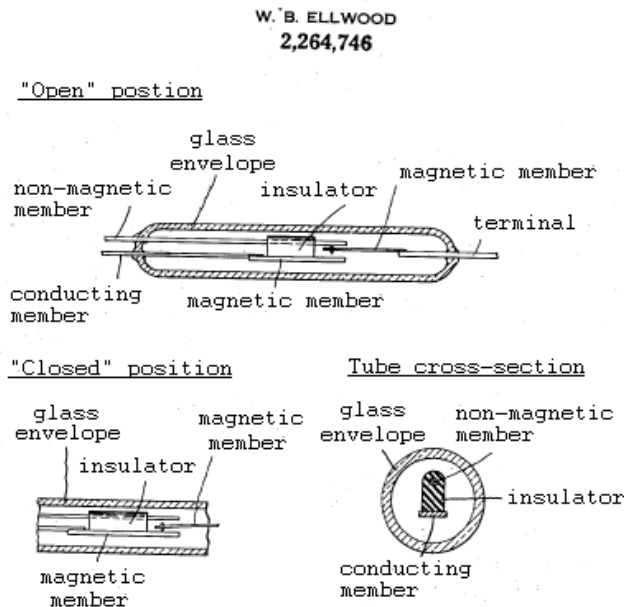 W. B. ELLWOOD
2,264,746
"Open" postion
glass
envelope
magnetic member
non-magnetic
member
insulator
terminal
conducting
member
magnetic member
"Closed" position
Tube cross-section
glass
envelope
magnetic
member
insulator
magnetic
member
glass
envelope
non-magnetic
member
insulator
conducting
member